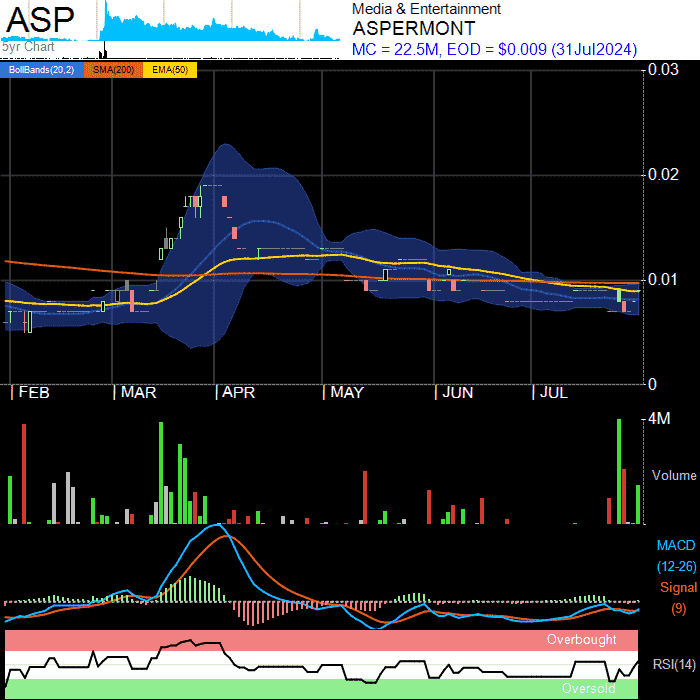 ASP
5yr Chart
Media & Entertainment
ASPERMONT
MC = 22.5M, EOD = $0.009 (31Jul2024)
BollBands(20,2) SMA(200) EMA(50)
0.03
0.02
0.01
0
FEB MAR APR MAY JUN JUL
4M
Volume
MACD
(12-26)
Signal
(9)
Overbought
RSI(14)
Oversold